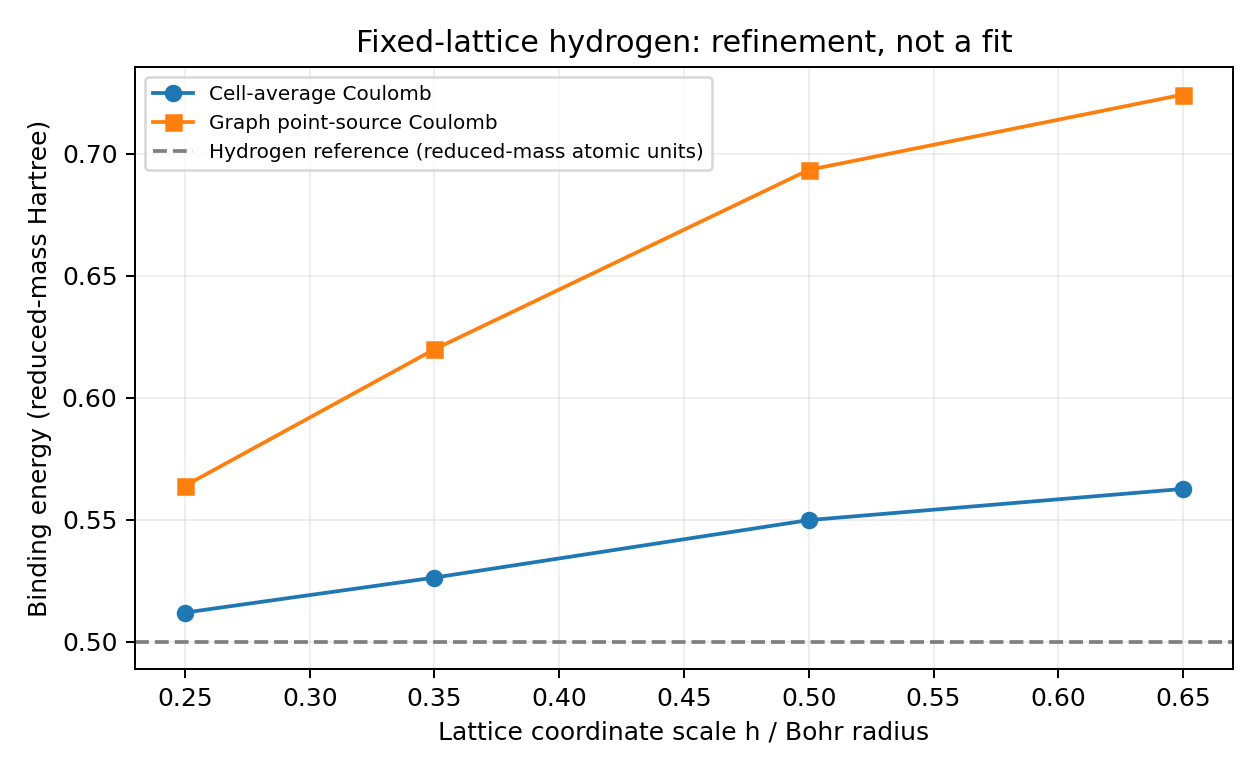 Fixed-lattice hydrogen: refinement, not a fit
Cell-average Coulomb
Graph point-source Coulomb
Hydrogen reference (reduced-mass atomic units)
Binding energy (reduced-mass Hartree)
0.70
0.65
0.60
0.55
0.50
0.25 0.30 0.35 0.40 0.45 0.50 0.55 0.60 0.65
Lattice coordinate scale h / Bohr radius